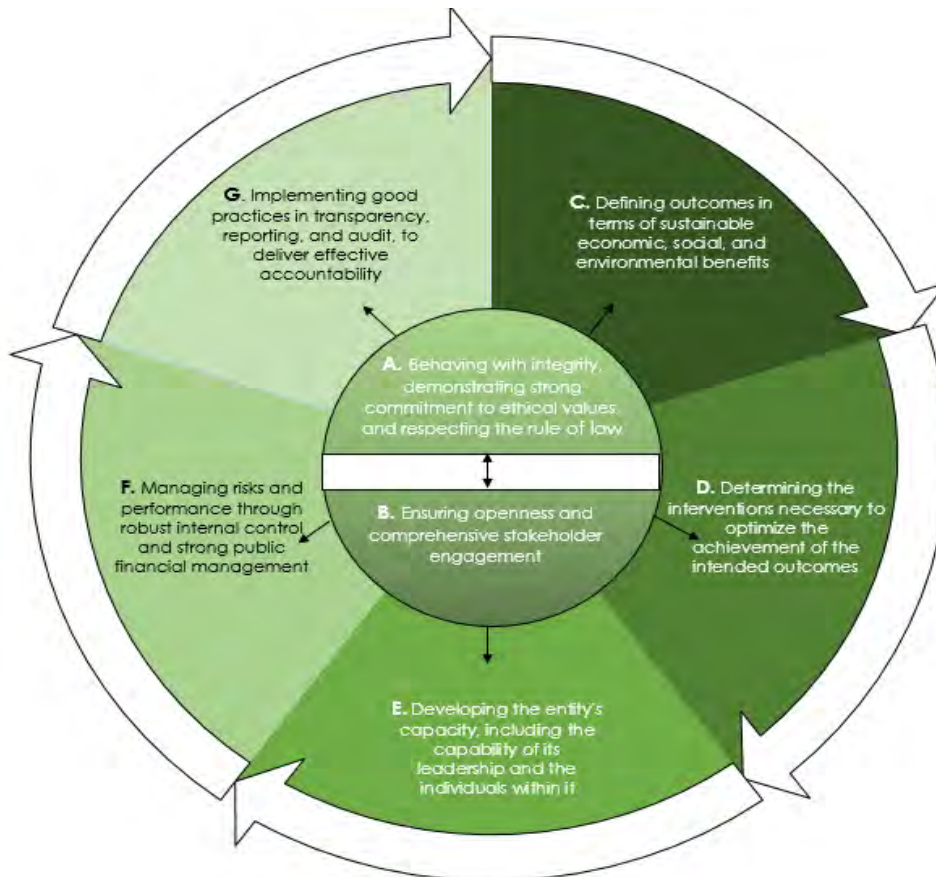 G. Implementing good
practices in transparency,
reporting, and audit, to
deliver effective
accountability
C. Defining outcomes in
terms of sustainable
economic, social, and
environmental benefits
A. Behaving with integrity,
demonstrating strong
commitment to ethical values,
and respecting the rule of law
B. Ensuring openness and
comprehensive stakeholder
engagement
F. Managing risks and
performance through
robust internal control
and strong public
financial management
D. Determining the
interventions necessary to
optimize the
achievement of the
intended outcomes
E. Developing the entity's
capacity, including the
capability of its
leadership and the
individuals within it